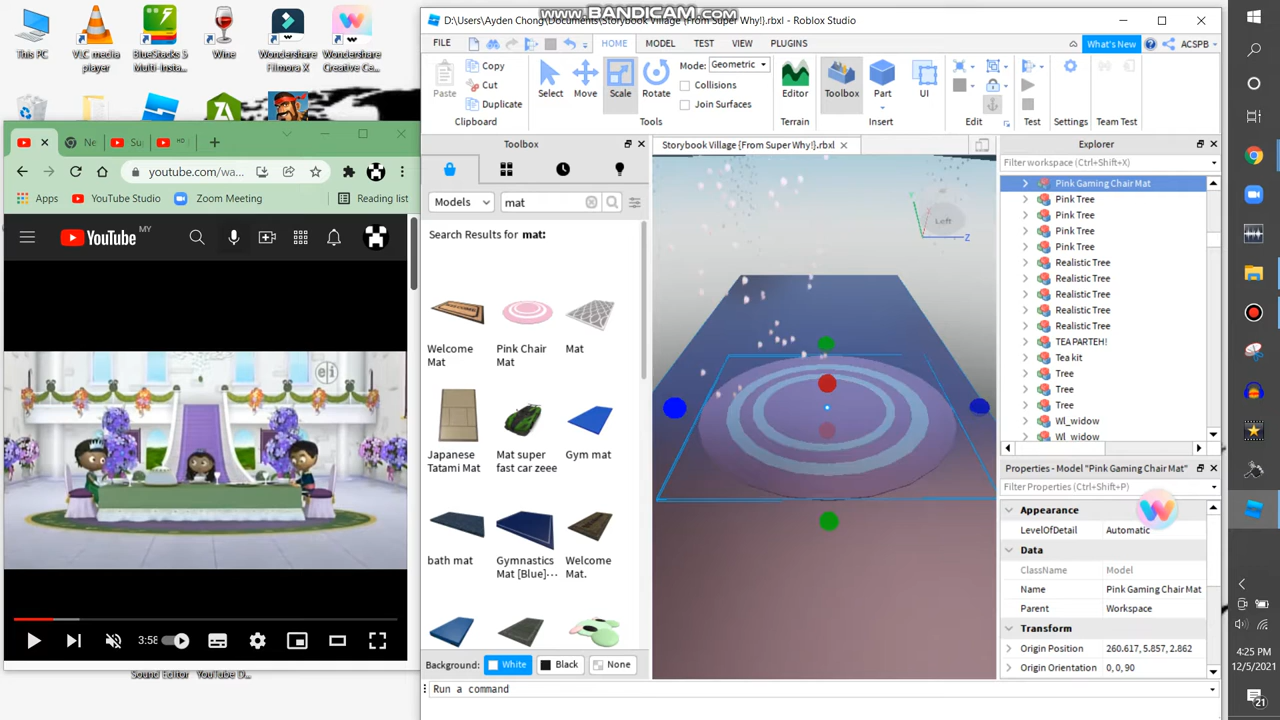 www.BANDICAM.com
This PC
VLC media player
BlueStacks 5 Multi-Insta...
Wine
Wondershare Filmora X
Wondershare Creative Ce...
D:\Users\Ayden Chong\Documents\Storybook Village {From Super Why!}.rbxl - Roblox Studio
FILE
HOME
MODEL
TEST
VIEW
PLUGINS
What's New
ACSPB
Paste
Copy
Cut
Duplicate
Clipboard
Select
Move
Scale
Rotate
Mode: Geometric
Collisions
Join Surfaces
Tools
Editor
Terrain
Toolbox
Part
UI
Insert
Edit
Test
Settings
Team Test
Ne
Su
HD
youtube.com/wa...
Apps
YouTube Studio
Zoom Meeting
Reading list
YouTube MY
ei
3:58
Sound Editor
YouTube D...
Toolbox
Models
mat
Search Results for mat:
Welcome Mat
Pink Chair Mat
Mat
Japanese Tatami Mat
Mat super fast car zeee
Gym mat
bath mat
Gymnastics Mat [Blue]...
Welcome Mat.
Background:
White
Black
None
Run a command
Storybook Village {From Super Why!}.rbxl
Y
Left
Z
Explorer
Filter workspace (Ctrl+Shift+X)
Pink Gaming Chair Mat
Pink Tree
Pink Tree
Pink Tree
Pink Tree
Realistic Tree
Realistic Tree
Realistic Tree
Realistic Tree
Realistic Tree
TEA PARTEH!
Tea kit
Tree
Tree
Tree
Wl_widow
Wl_widow
Properties - Model "Pink Gaming Chair Mat"
Filter Properties (Ctrl+Shift+P)
Appearance
LevelOfDetail Automatic
Data
ClassName Model
Name Pink Gaming Chair Mat
Parent Workspace
Transform
Origin Position 260.617, 5.857, 2.862
Origin Orientation 0, 0, 90
4:25 PM
12/5/2021
21